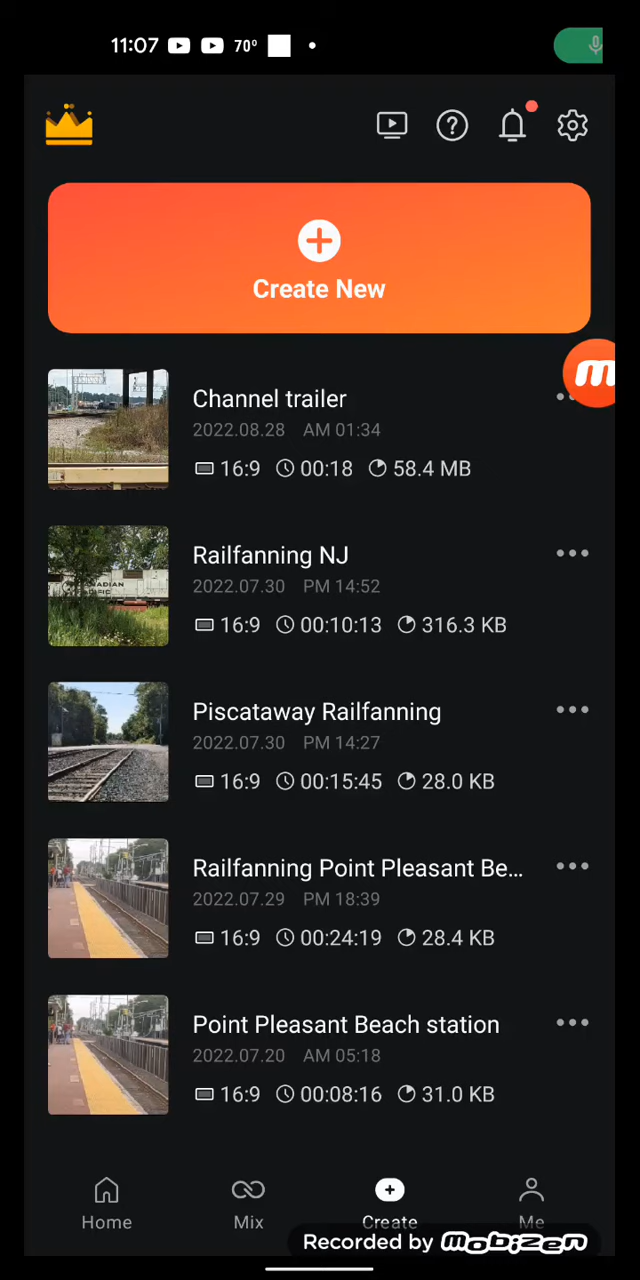 11:07 70°
Create New
Channel trailer
2022.08.28 AM 01:34
16:9 00:18 58.4 MB
Railfanning NJ
2022.07.30 PM 14:52
16:9 00:10:13 316.3 KB
Piscataway Railfanning
2022.07.30 PM 14:27
16:9 00:15:45 28.0 KB
Railfanning Point Pleasant Be...
2022.07.29 PM 18:39
16:9 00:24:19 28.4 KB
Point Pleasant Beach station
2022.07.20 AM 05:18
16:9 00:08:16 31.0 KB
Home Mix Create Me
Recorded by mobizen